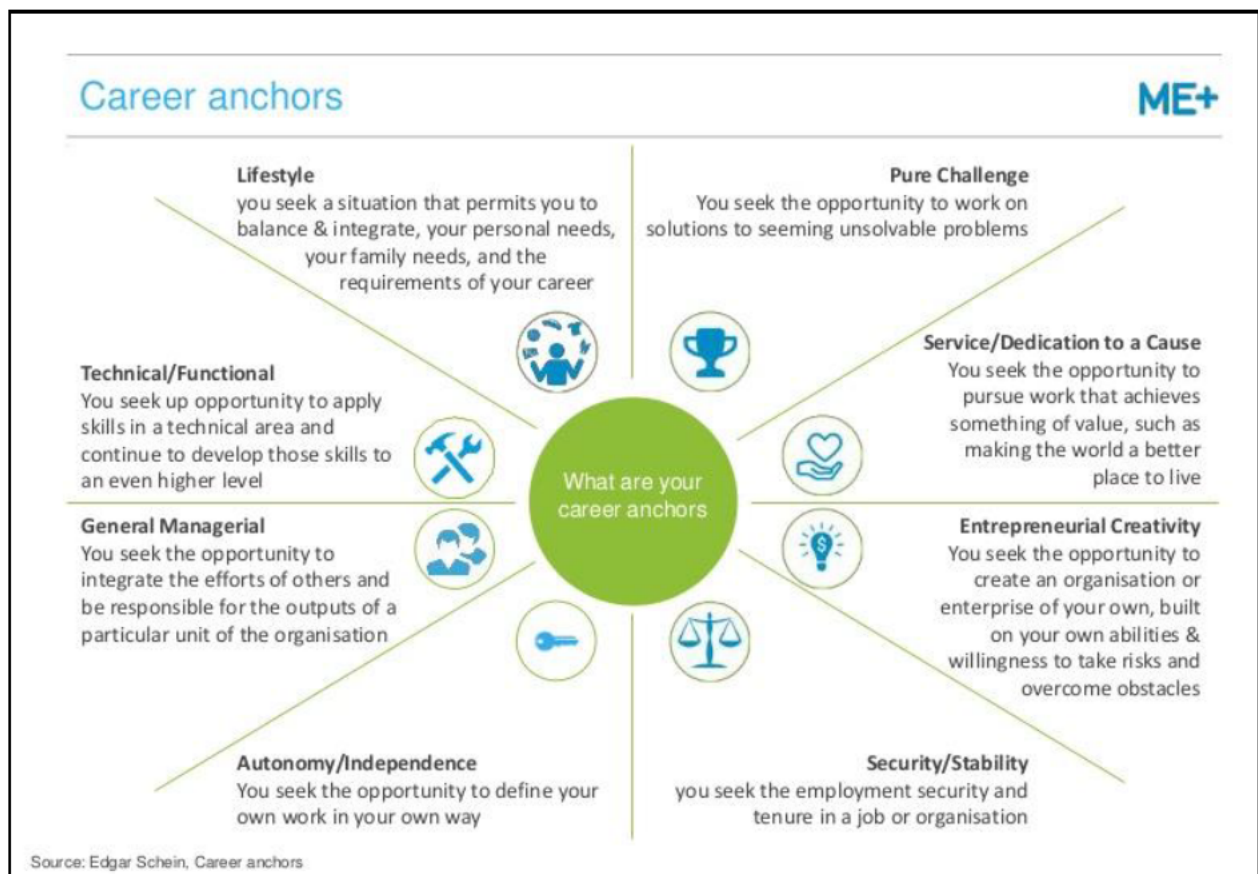 Career anchors
ME+
Lifestyle
you seek a situation that permits you to
balance & integrate, your personal needs,
your family needs, and the
requirements of your career
Pure Challenge
You seek the opportunity to work on
solutions to seeming unsolvable problems
Technical/Functional
You seek up opportunity to apply
skills in a technical area and
continue to develop those skills to
an even higher level
Service/Dedication to a Cause
You seek the opportunity to
pursue work that achieves
something of value, such as
making the world a better
place to live
What are your
career anchors
General Managerial
You seek the opportunity to
integrate the efforts of others and
be responsible for the outputs of a
particular unit of the organisation
Entrepreneurial Creativity
You seek the opportunity to
create an organisation or
enterprise of your own, built
on your own abilities &
willingness to take risks and
overcome obstacles
$
Autonomy/Independence
You seek the opportunity to define your
own work in your own way
Security/Stability
you seek the employment security and
tenure in a job or organisation
Source: Edgar Schein, Career anchors